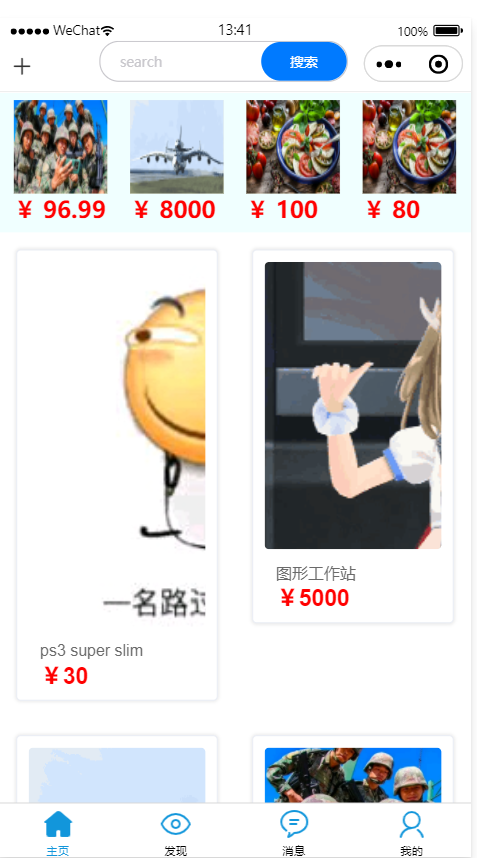 WeChat 13:41 100%
search 搜索
¥ 96.99 ¥ 8000 ¥ 100 ¥ 80
一名路过
图形工作站
¥5000
ps3 super slim
¥30
主页 发现 消息 我的